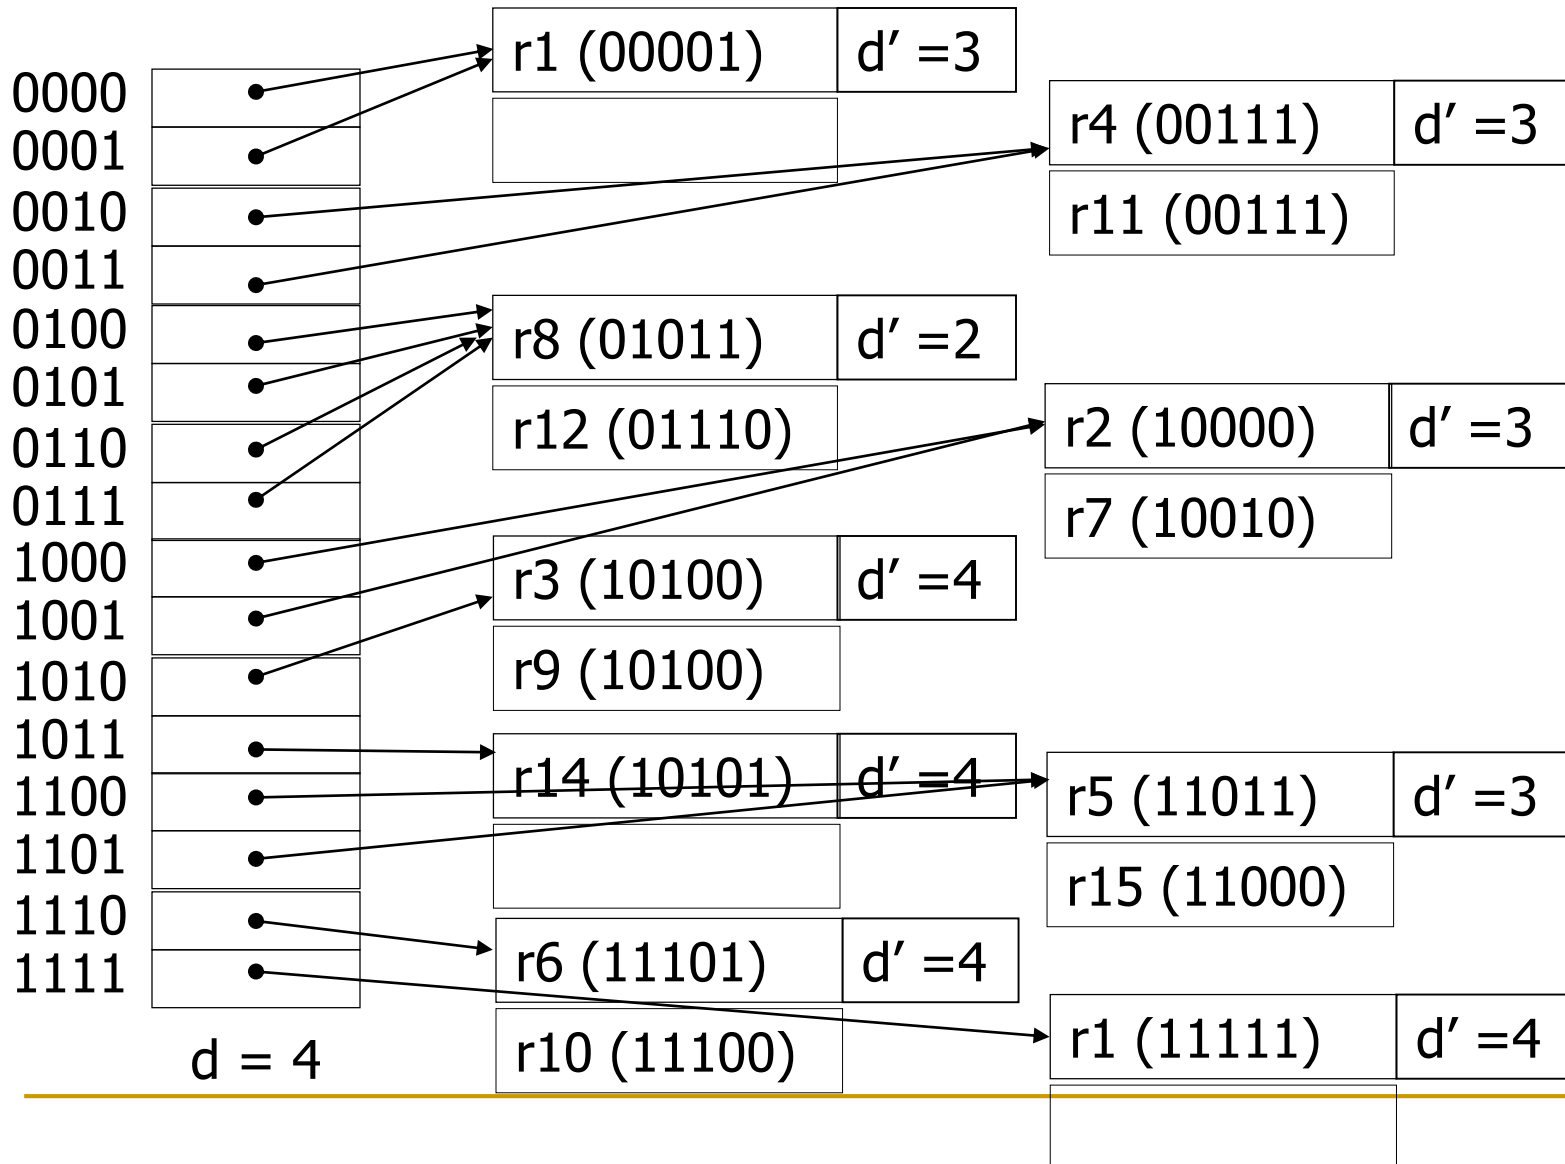 0000
0001
0010
0011
0100
0101
0110
0111
1000
1001
1010
1011
1100
1101
1110
1111
d = 4
r1 (00001) d′ =3
r4 (00111) d′ =3
r11 (00111)
r8 (01011) d′ =2
r12 (01110)
r2 (10000) d′ =3
r7 (10010)
r3 (10100) d′ =4
r9 (10100)
r14 (10101) d′ =4
r5 (11011) d′ =3
r15 (11000)
r6 (11101) d′ =4
r10 (11100)
r1 (11111) d′ =4